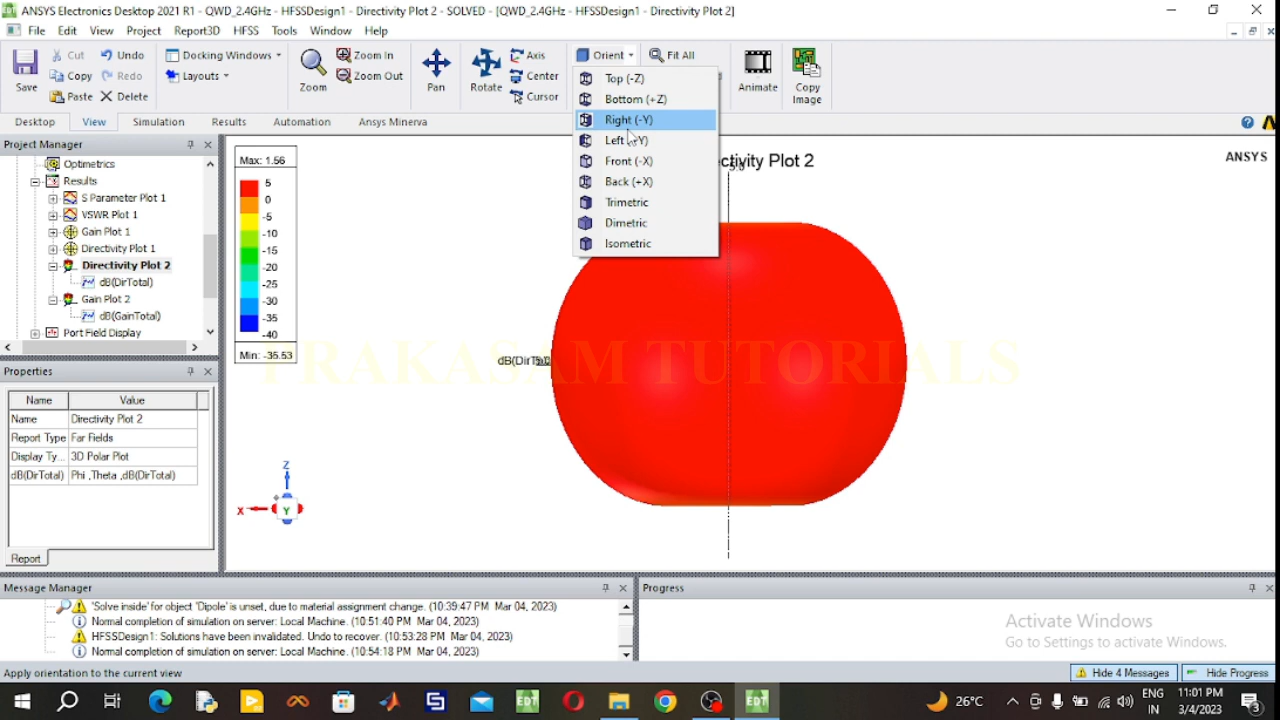 ANSYS Electronics Desktop 2021 R1 - QWD_2.4GHz - HFSSDesign1 - Directivity Plot 2 - SOLVED - [QWD_2.4GHz - HFSSDesign1 - Directivity Plot 2]
File Edit View Project Report3D HFSS Tools Window Help
Save
Cut
Copy
Paste
Undo
Redo
Delete
Docking Windows
Layouts
Zoom
Zoom In
Zoom Out
Pan
Rotate
Axis
Center
Cursor
Orient
Fit All
Animate
Copy Image
Top (-Z)
Bottom (+Z)
Right (-Y)
Left (+Y)
Front (-X)
Back (+X)
Trimetric
Dimetric
Isometric
Desktop View Simulation Results Automation Ansys Minerva
Project Manager
Optimetrics
Results
S Parameter Plot 1
VSWR Plot 1
Gain Plot 1
Directivity Plot 1
Directivity Plot 2
dB(DirTotal)
Gain Plot 2
dB(GainTotal)
Port Field Display
Properties
Name Value
Name Directivity Plot 2
Report Type Far Fields
Display Ty... 3D Polar Plot
dB(DirTotal) Phi ,Theta ,dB(DirTotal)
Report
Max: 1.56
5
0
-5
-10
-15
-20
-25
-30
-35
-40
Min: -35.53
ctivity Plot 2
ANSYS
PRAKASAM TUTORIALS
Z
X
Y
Message Manager
'Solve inside' for object 'Dipole' is unset, due to material assignment change. (10:39:47 PM Mar 04, 2023)
Normal completion of simulation on server: Local Machine. (10:51:40 PM Mar 04, 2023)
HFSSDesign1: Solutions have been invalidated. Undo to recover. (10:53:28 PM Mar 04, 2023)
Normal completion of simulation on server: Local Machine. (10:54:18 PM Mar 04, 2023)
Progress
Activate Windows
Go to Settings to activate Windows.
Apply orientation to the current view
Hide 4 Messages
Hide Progress
EDT
EDT
26°C
ENG
IN
11:01 PM
3/4/2023
3